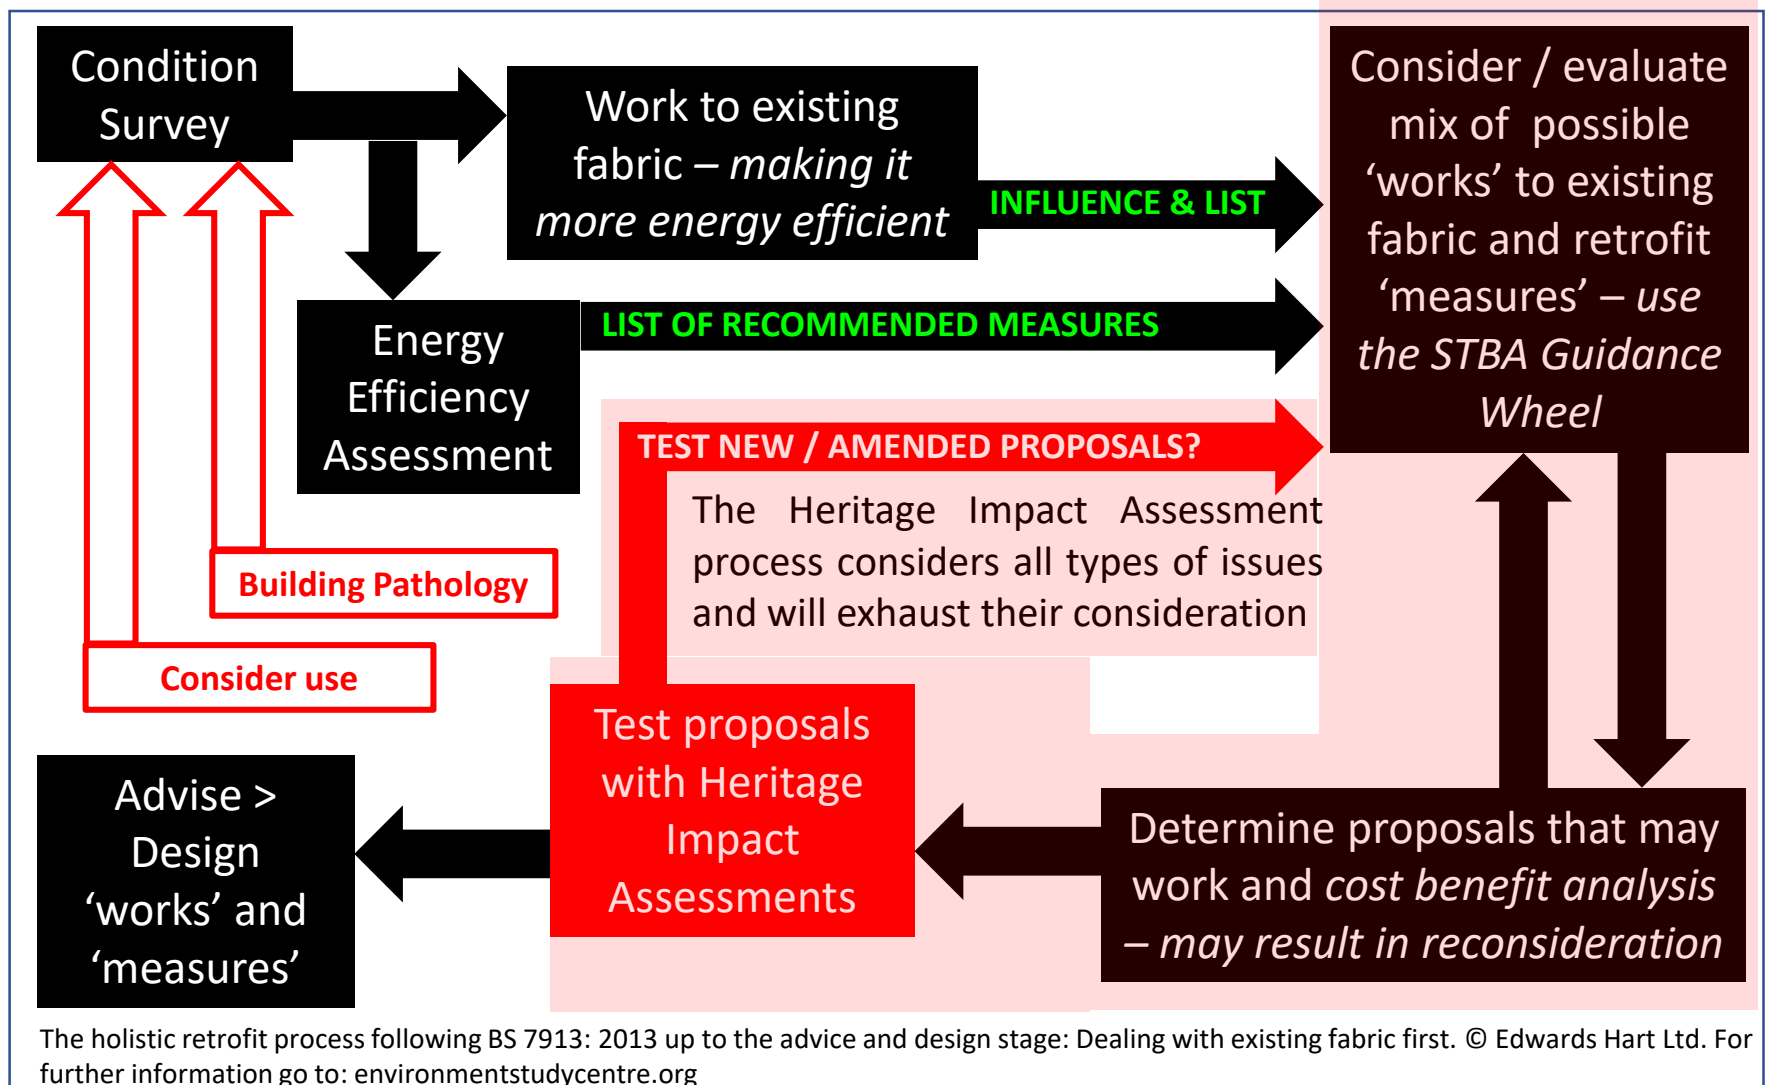 Condition
Survey
Work to existing
fabric – making it
more energy efficient
INFLUENCE & LIST
Consider / evaluate
mix of possible
‘works’ to existing
fabric and retrofit
‘measures’ – use
the STBA Guidance
Wheel
Energy
Efficiency
Assessment
LIST OF RECOMMENDED MEASURES
TEST NEW / AMENDED PROPOSALS?
The Heritage Impact Assessment
process considers all types of issues
and will exhaust their consideration
Building Pathology
Consider use
Test proposals
with Heritage
Impact
Assessments
Advise >
Design
‘works’ and
‘measures’
Determine proposals that may
work and cost benefit analysis
– may result in reconsideration
The holistic retrofit process following BS 7913: 2013 up to the advice and design stage: Dealing with existing fabric first. © Edwards Hart Ltd. For
further information go to: environmentstudycentre.org